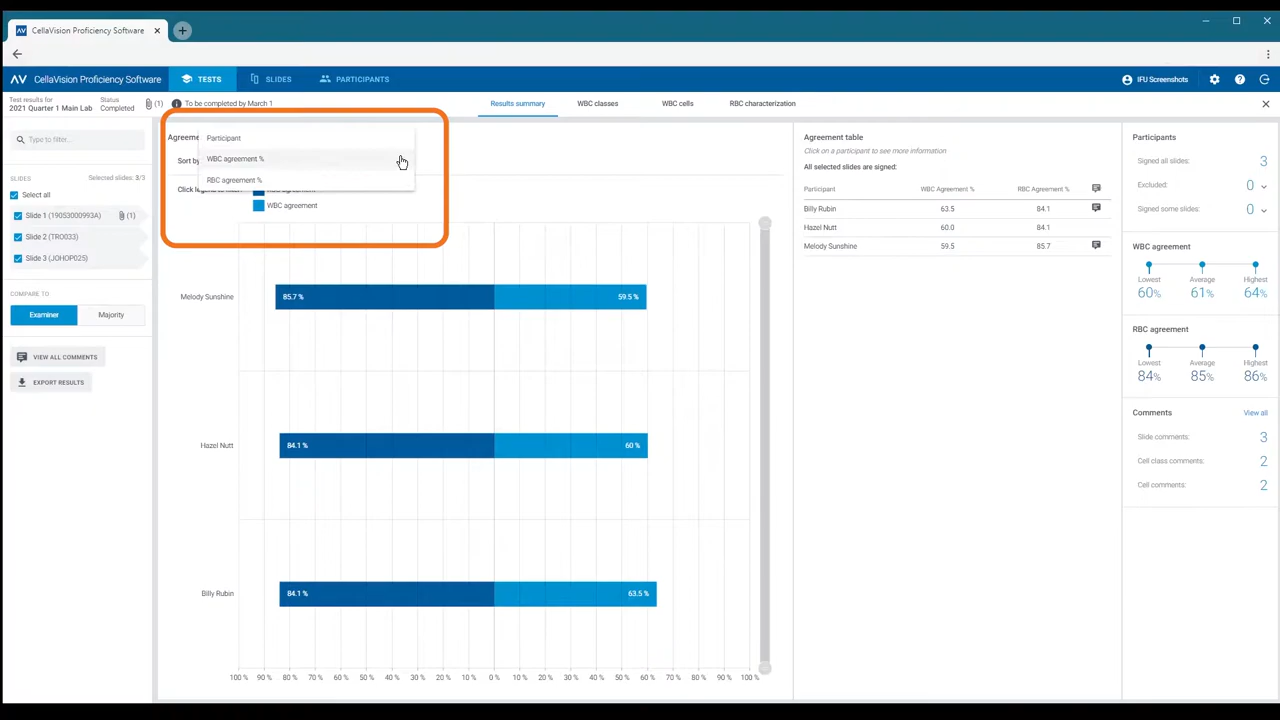 CellaVision Proficiency Software
CellaVision Proficiency Software
TESTS
SLIDES
PARTICIPANTS
IFU Screenshots
Test results for
2021 Quarter 1 Main Lab
Status
Completed
(1)
To be completed by March 1
Results summary
WBC classes
WBC cells
RBC characterization
Type to filter...
SLIDES
Selected slides: 3/3
Select all
Slide 1 (19053000993A)
(1)
Slide 2 (TRO033)
Slide 3 (JOHOP025)
COMPARE TO
Examiner
Majority
VIEW ALL COMMENTS
EXPORT RESULTS
Agreeme
Participant
Sort by
WBC agreement %
RBC agreement %
WBC agreement
Melody Sunshine
85.7 %
59.5 %
Hazel Nutt
84.1 %
60 %
Billy Rubin
84.1 %
63.5 %
100 % 90 % 80 % 70 % 60 % 50 % 40 % 30 % 20 % 10 % 0 % 10 % 20 % 30 % 40 % 50 % 60 % 70 % 80 % 90 % 100 %
Agreement table
Click on a participant to see more information
All selected slides are signed:
Participant WBC Agreement % RBC Agreement %
Billy Rubin 63.5 84.1
Hazel Nutt 60.0 84.1
Melody Sunshine 59.5 85.7
Participants
Signed all slides: 3
Excluded: 0
Signed some slides: 0
WBC agreement
Lowest Average Highest
60% 61% 64%
RBC agreement
Lowest Average Highest
84% 85% 86%
Comments
View all
Slide comments: 3
Cell class comments: 2
Cell comments: 2